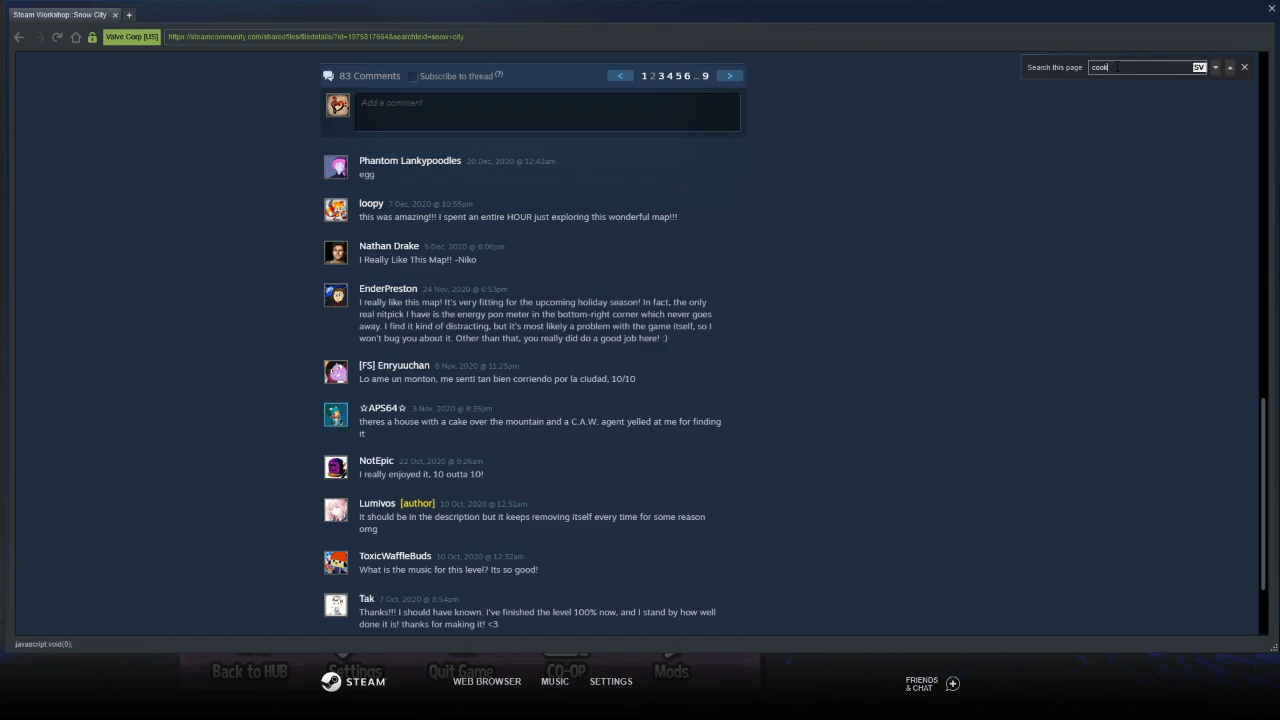 Steam Workshop::Snow City × +
Valve Corp [US] https://steamcommunity.com/sharedfiles/filedetails/?id=1975817664&searchtext=snow+city
Search this page cook SV
83 Comments Subscribe to thread (?) < 1 2 3 4 5 6 ... 9 >
Add a comment
Phantom Lankypoodles 20 Dec, 2020 @ 12:42am
egg
loopy 7 Dec, 2020 @ 10:55pm
this was amazing!!! i spent an entire HOUR just exploring this wonderful map!!!
Nathan Drake 5 Dec, 2020 @ 6:06pm
I Really Like This Map!! -Niko
EnderPreston 24 Nov, 2020 @ 6:53pm
I really like this map! It's very fitting for the upcoming holiday season! In fact, the only
real nitpick I have is the energy pon meter in the bottom-right corner which never goes
away. I find it kind of distracting, but it's most likely a problem with the game itself, so I
won't bug you about it. Other than that, you really did do a good job here! :)
[FS] Enryuuchan 8 Nov, 2020 @ 11:25pm
Lo ame un monton, me senti tan bien corriendo por la ciudad, 10/10
☆APS64☆ 3 Nov, 2020 @ 8:35pm
theres a house with a cake over the mountain and a C.A.W. agent yelled at me for finding
it
NotEpic 22 Oct, 2020 @ 9:26am
I really enjoyed it, 10 outta 10!
Lumivos [author] 10 Oct, 2020 @ 12:51am
it should be in the description but it keeps removing itself every time for some reason
omg
ToxicWaffleBuds 10 Oct, 2020 @ 12:32am
What is the music for this level? Its so good!
Tak 7 Oct, 2020 @ 8:54pm
Thanks!!! I should have known. I've finished the level 100% now, and I stand by how well
done it is! thanks for making it! <3
javascript:void(0);
Back to HUB Settings Quit Game CO-OP Mods
STEAM WEB BROWSER MUSIC SETTINGS FRIENDS
& CHAT